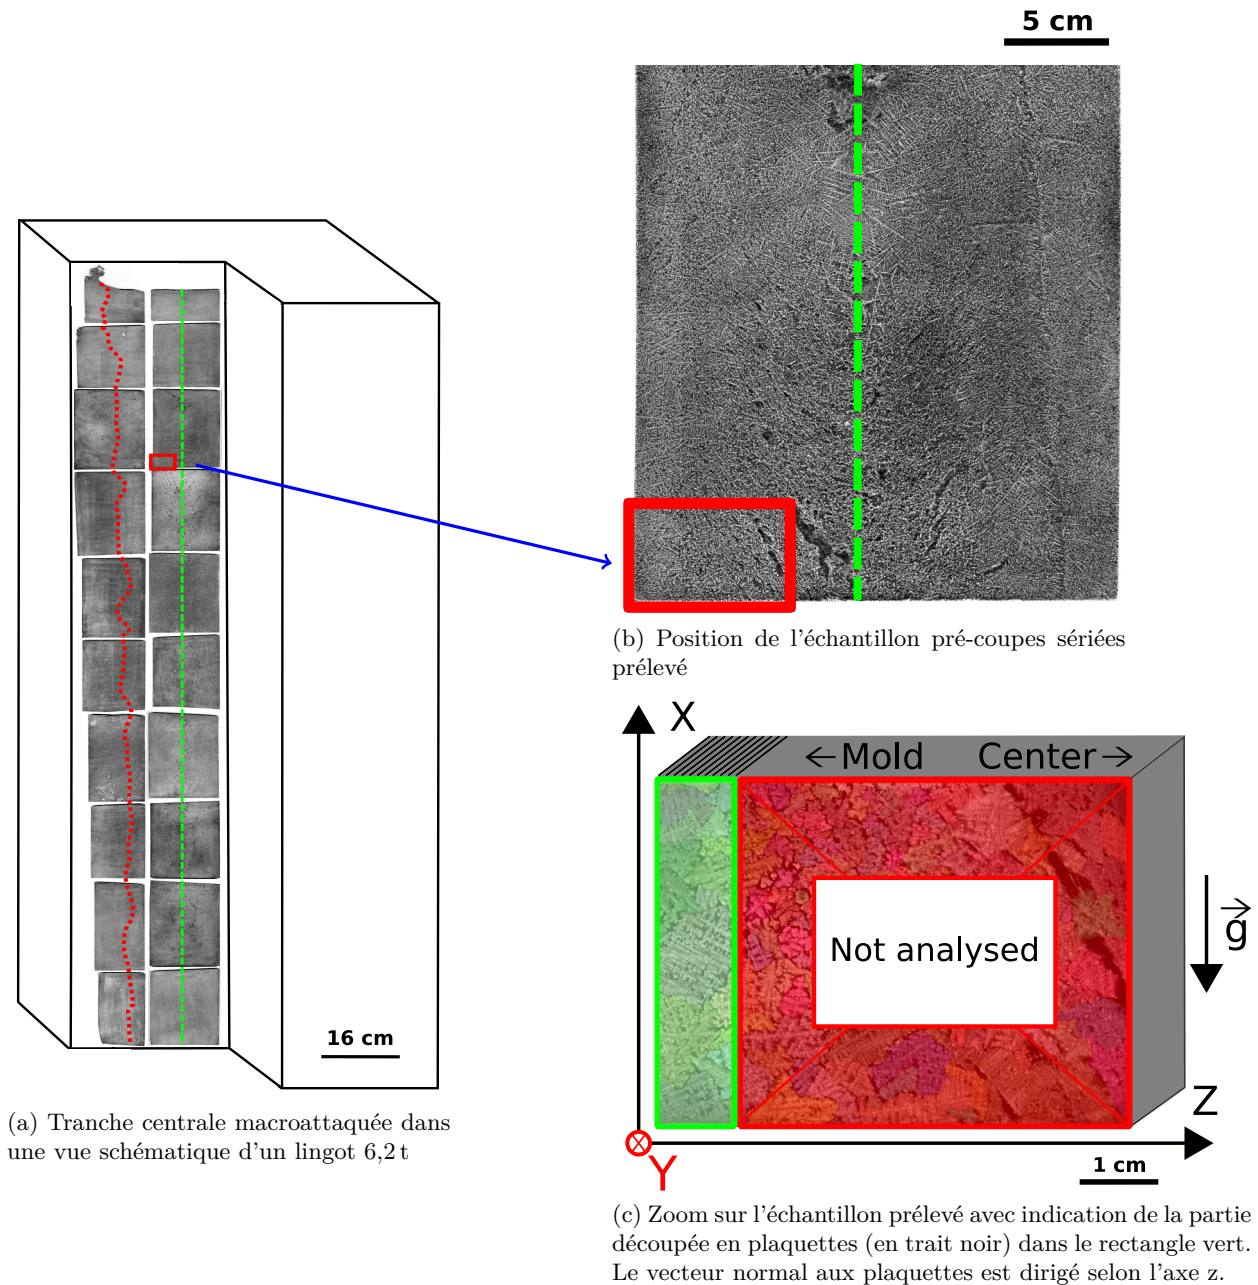 5 cm
16 cm
(a) Tranche centrale macroattaquée dans
une vue schématique d'un lingot 6,2 t
(b) Position de l'échantillon pré-coupes sériées
prélevé
X
←Mold Center→
Not analysed
g
Z
Y
1 cm
(c) Zoom sur l'échantillon prélevé avec indication de la partie
découpée en plaquettes (en trait noir) dans le rectangle vert.
Le vecteur normal aux plaquettes est dirigé selon l'axe z.